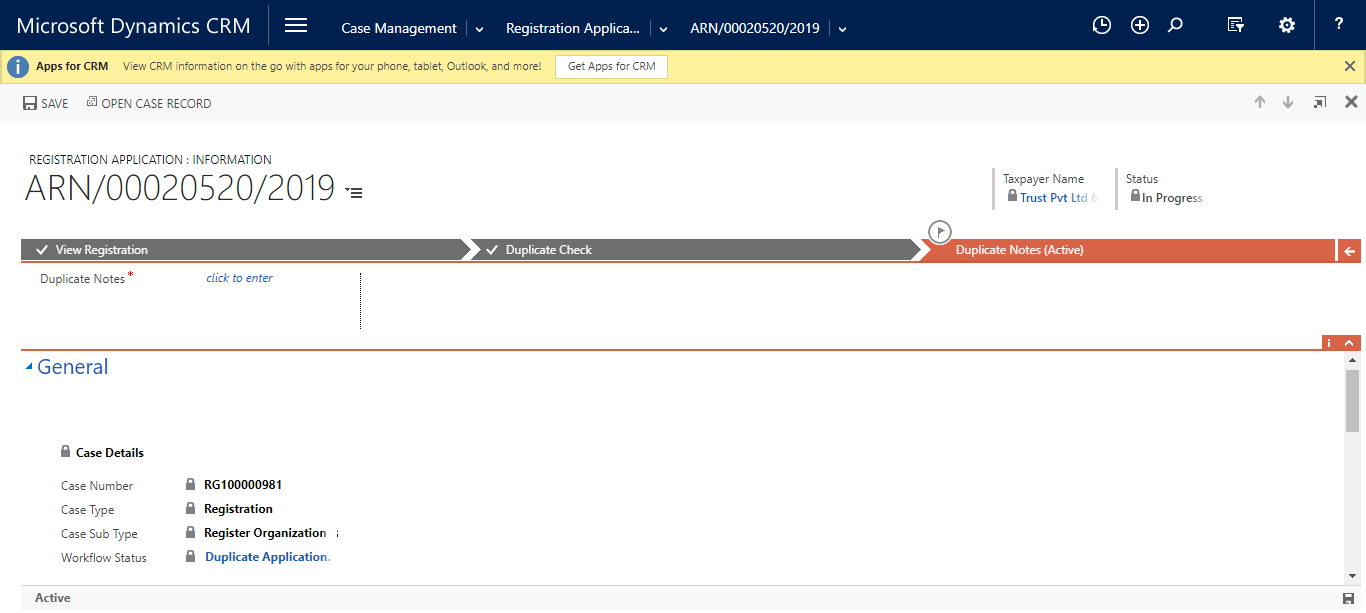 Microsoft Dynamics CRM Case Management Registration Applica... ARN/00020520/2019 ?
Apps for CRM View CRM information on the go with apps for your phone, tablet, Outlook, and more! Get Apps for CRM
SAVE OPEN CASE RECORD
REGISTRATION APPLICATION : INFORMATION
ARN/00020520/2019
Taxpayer Name Status
Trust Pvt Ltd 6 In Progress
View Registration Duplicate Check Duplicate Notes (Active)
Duplicate Notes* click to enter
General
Case Details
Case Number RG100000981
Case Type Registration
Case Sub Type Register Organization
Workflow Status Duplicate Application.
Active